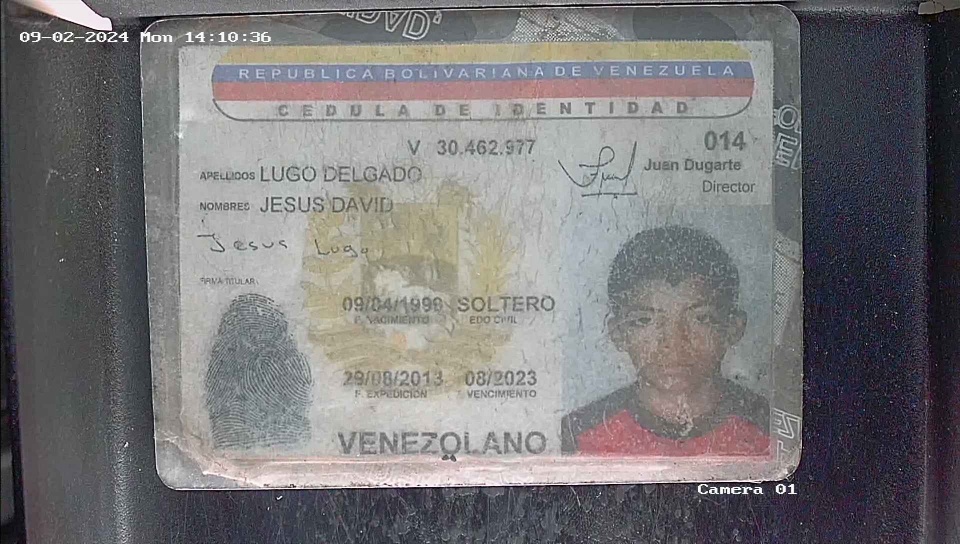 09-02-2024 Mon 14:10:36
REPUBLICA BOLIVARIANA DE VENEZUELA
CEDULA DE IDENTIDAD
V 30.462.977
014
Juan Dugarte
Director
APELLIDOS LUGO DELGADO
NOMBRES JESUS DAVID
Jesus Lugo
FIRMA TITULAR
09/04/1999 SOLTERO
F. NACIMIENTO EDO CIVIL
29/08/2013 08/2023
F. EXPEDICION VENCIMIENTO
VENEZOLANO
Camera 01